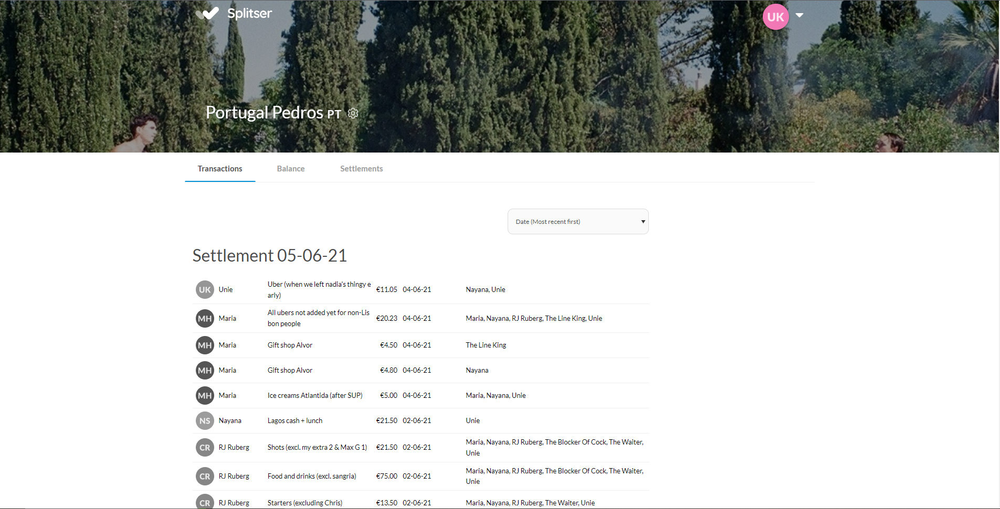 Splitser
UK
Portugal Pedros PT
Transactions Balance Settlements
Date (Most recent first)
Settlement 05-06-21
UK Unie Uber (when we left nadia's thingy e
arly) €11.05 04-06-21 Nayana, Unie
MH Maria All ubers not added yet for non-Lis
bon people €20.23 04-06-21 Maria, Nayana, RJ Ruberg, The Line King, Unie
MH Maria Gift shop Alvor €4.50 04-06-21 The Line King
MH Maria Gift shop Alvor €4.80 04-06-21 Nayana
MH Maria Ice creams Atlantida (after SUP) €5.00 04-06-21 Maria, Nayana, Unie
NS Nayana Lagos cash + lunch €21.50 02-06-21 Unie
CR RJ Ruberg Shots (excl. my extra 2 & Max G 1) €21.50 02-06-21 Maria, Nayana, RJ Ruberg, The Blocker Of Cock, The Waiter,
Unie
CR RJ Ruberg Food and drinks (excl. sangria) €75.00 02-06-21 Maria, Nayana, RJ Ruberg, The Blocker Of Cock, The Waiter,
Unie
CR RJ Ruberg Starters (excluding Chris) €13.50 02-06-21 Maria, Nayana, RJ Ruberg, The Waiter, Unie